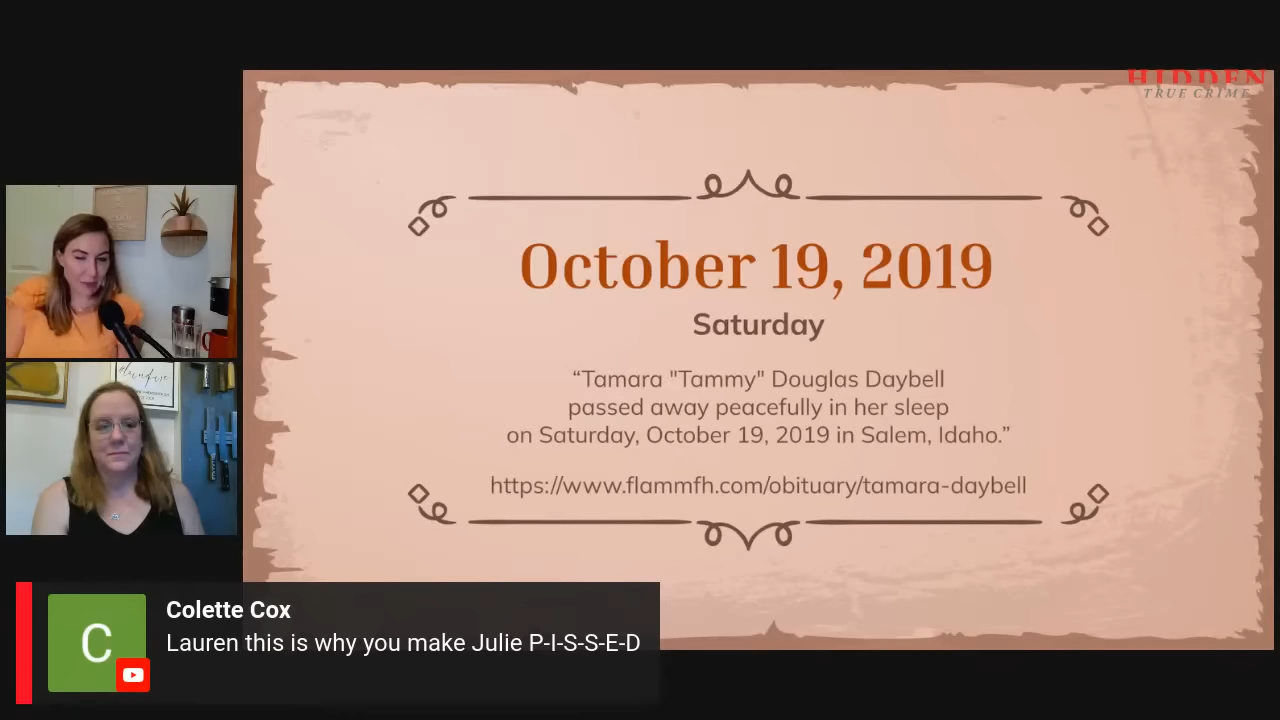 HIDDEN
TRUE CRIME
October 19, 2019
Saturday
“Tamara "Tammy" Douglas Daybell
passed away peacefully in her sleep
on Saturday, October 19, 2019 in Salem, Idaho.”
https://www.flammfh.com/obituary/tamara-daybell
C
Colette Cox
Lauren this is why you make Julie P-I-S-S-E-D